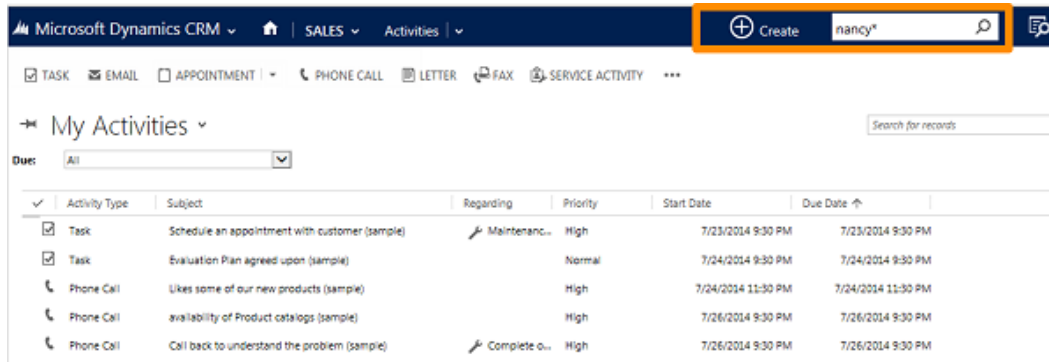 Microsoft Dynamics CRM SALES Activities Create nancy*
TASK EMAIL APPOINTMENT PHONE CALL LETTER FAX SERVICE ACTIVITY ...
My Activities Search for records
Due: All
Activity Type Subject Regarding Priority Start Date Due Date
Task Schedule an appointment with customer (sample) Maintenanc... High 7/23/2014 9:30 PM 7/23/2014 9:30 PM
Task Evaluation Plan agreed upon (sample) Normal 7/24/2014 9:30 PM 7/24/2014 9:30 PM
Phone Call Likes some of our new products (sample) High 7/24/2014 11:30 PM 7/24/2014 11:30 PM
Phone Call availability of Product catalogs (sample) High 7/26/2014 9:30 PM 7/26/2014 9:30 PM
Phone Call Call back to understand the problem (sample) Complete o... High 7/26/2014 9:30 PM 7/26/2014 9:30 PM